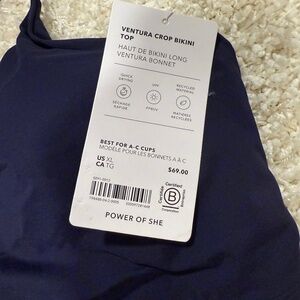 VENTURA CROP BIKINI
TOP
HAUT DE BIKINI LONG
VENTURA BONNET
QUICK
DRYING
UPF
RECYCLED
MATERIAL
SÉCHAGE
RAPIDE
FPRUV
MATIÈRES
RECYCLÉES
BEST FOR A-C CUPS
MODÈLE POUR LES BONNETS A À C
US XL
CA TG
$69.00
Certified
B
Corporation
POWER OF SHE